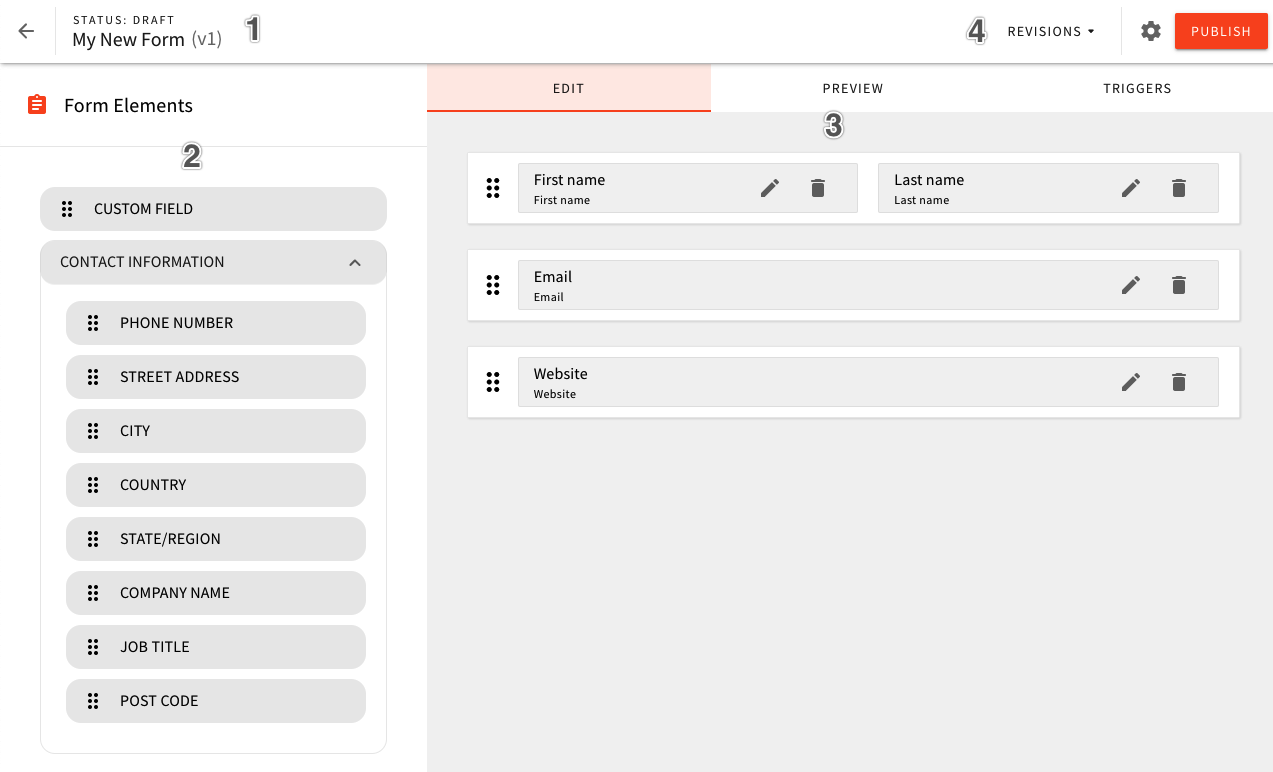 STATUS: DRAFT
My New Form (v1)
1
4
REVISIONS
PUBLISH
Form Elements
2
CUSTOM FIELD
CONTACT INFORMATION
PHONE NUMBER
STREET ADDRESS
CITY
COUNTRY
STATE/REGION
COMPANY NAME
JOB TITLE
POST CODE
EDIT
PREVIEW
TRIGGERS
3
First name
First name
Last name
Last name
Email
Email
Website
Website